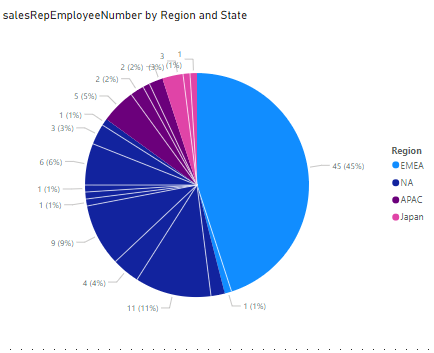 salesRepEmployeeNumber by Region and State
3
1
2 (2%)
(3%)
(1%)
2 (2%)
5 (5%)
1 (1%)
3 (3%)
6 (6%)
1 (1%)
1 (1%)
9 (9%)
4 (4%)
11 (11%)
1 (1%)
45 (45%)
Region
EMEA
NA
APAC
Japan